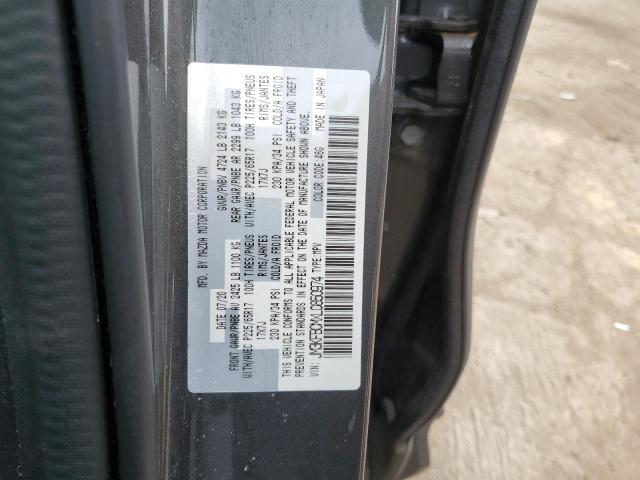 MFD. BY MAZDA MOTOR CORPORATION
DATE 07/20 GVWR/PNBV 4724 LB 2143 KG
FRONT GAWR/PNBE AV 2425 LB 1100 KG REAR GAWR/PNBE AR 2299 LB 1043 KG
WITH/AVEC P225/65R17 100H TIRES/PNEUS WITH/AVEC P225/65R17 100H TIRES/PNEUS
17X7J RIMS/JANTES 17X7J RIMS/JANTES
230 KPA/34 PSI COLD/A FROID 230 KPA/34 PSI COLD/A FROID
THIS VEHICLE CONFORMS TO ALL APPLICABLE FEDERAL MOTOR VEHICLE SAFETY AND THEFT
PREVENTION STANDARDS IN EFFECT ON THE DATE OF MANUFACTURE SHOWN ABOVE.
VIN: TYPE MPV COLOR CODE: 46G MADE IN JAPAN